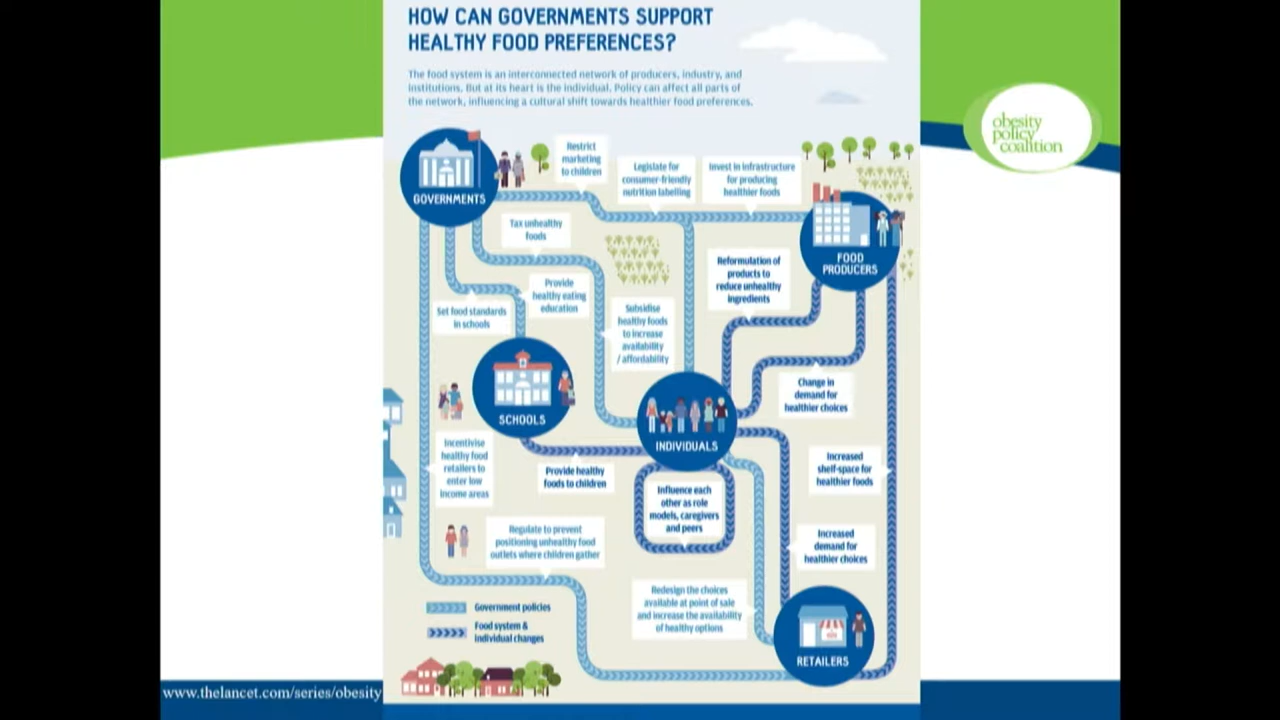 HOW CAN GOVERNMENTS SUPPORT
HEALTHY FOOD PREFERENCES?
The food system is an interconnected network of producers, industry, and
institutions. But at its heart is the individual. Policy can affect all parts of
the network, influencing a cultural shift towards healthier food preferences.
obesity
policy
coalition
GOVERNMENTS
Restrict
marketing
to children
Legislate for
consumer-friendly
nutrition labelling
Invest in infrastructure
for producing
healthier foods
FOOD
PRODUCERS
Tax unhealthy
foods
Provide
healthy eating
education
Set food standards
in schools
Subsidise
healthy foods
to increase
availability
/ affordability
Reformulation of
products to
reduce unhealthy
ingredients
Change in
demand for
healthier choices
SCHOOLS
INDIVIDUALS
Incentivise
healthy food
retailers to
enter low
income areas
Provide healthy
foods to children
Influence each
other as role
models, caregivers
and peers
Increased
shelf-space for
healthier foods
Regulate to prevent
positioning unhealthy food
outlets where children gather
Increased
demand for
healthier choices
Redesign the choices
available at point of sale
and increase the availability
of healthy options
Government policies
Food system &
Individual changes
RETAILERS
www.thelancet.com/series/obesity